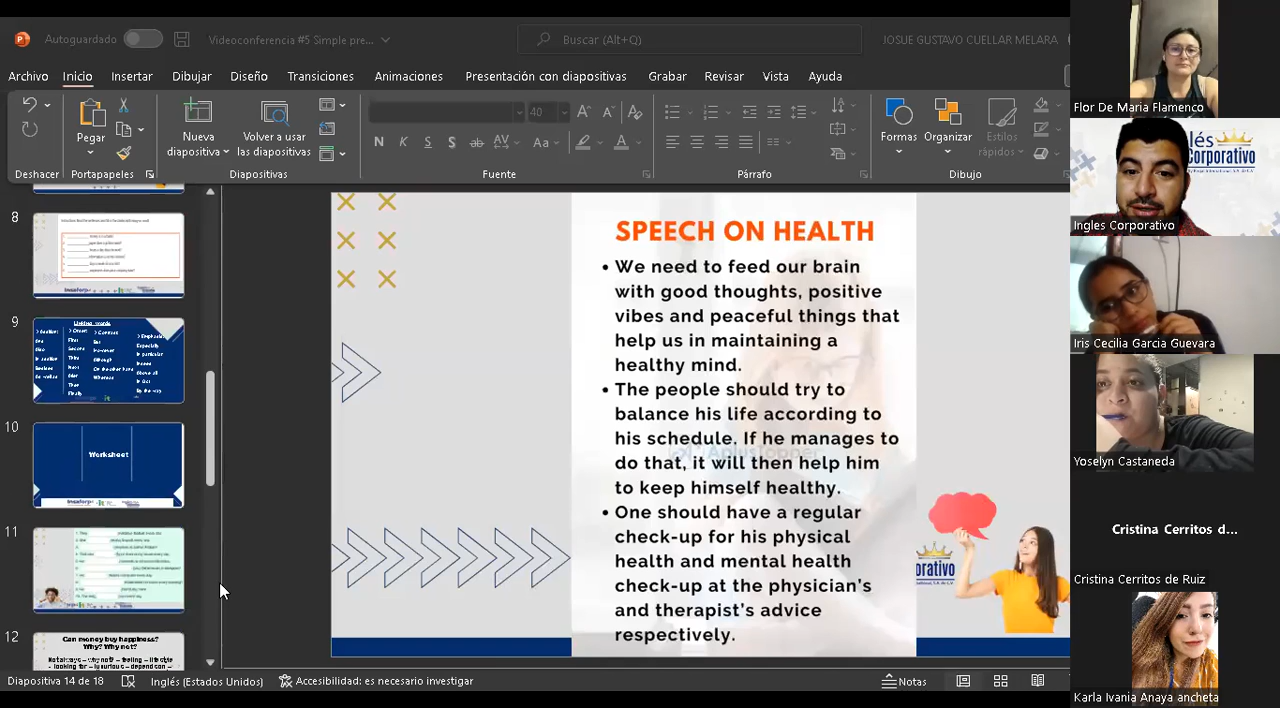 Autoguardado
Videoconferencia #5 Simple pre...
Buscar (Alt+Q)
JOSUE GUSTAVO CUELLAR MELARA
Archivo Inicio Insertar Dibujar Diseño Transiciones Animaciones Presentación con diapositivas Grabar Revisar Vista Ayuda
Pegar
Nueva
diapositiva
Volver a usar
las diapositivas
40
N K S S ab AV Aa A
Formas
Organizar
Estilos
rápidos
Deshacer
Portapapeles
Diapositivas
Fuente
Párrafo
Dibujo
8
9
Linking words
10
Worksheet
11
12
Can money buy happiness?
Why? Why not?
SPEECH ON HEALTH
• We need to feed our brain
with good thoughts, positive
vibes and peaceful things that
help us in maintaining a
healthy mind.
• The people should try to
balance his life according to
his schedule. If he manages to
do that, it will then help him
to keep himself healthy.
• One should have a regular
check-up for his physical
health and mental health
check-up at the physician's
and therapist's advice
respectively.
AplusTopper
orativo
Diapositiva 14 de 18
Inglés (Estados Unidos)
Accesibilidad: es necesario investigar
Notas
Flor De Maria Flamenco
lés
Corporativo
Ingles Corporativo
Iris Cecilia Garcia Guevara
Yoselyn Castaneda
Cristina Cerritos d...
Cristina Cerritos de Ruiz
Karla Ivania Anaya ancheta